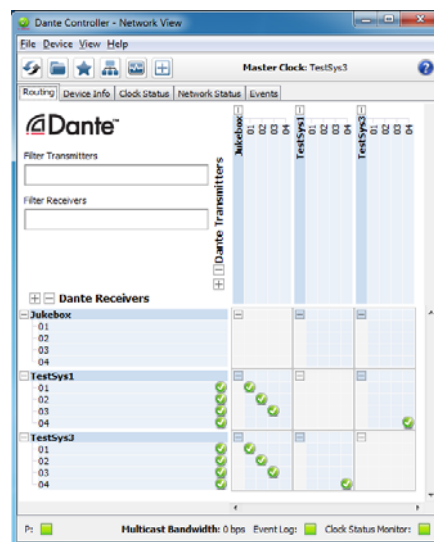 Dante Controller - Network View
File Device View Help
Master Clock: TestSys3
Routing Device Info Clock Status Network Status Events
Dante™
Filter Transmitters
Filter Receivers
Dante Transmitters
Jukebox
01
02
03
04
TestSys1
01
02
03
04
TestSys3
01
02
03
04
Dante Receivers
Jukebox
01
02
03
04
TestSys1
01
02
03
04
TestSys3
01
02
03
04
P: Multicast Bandwidth: 0 bps Event Log: Clock Status Monitor: